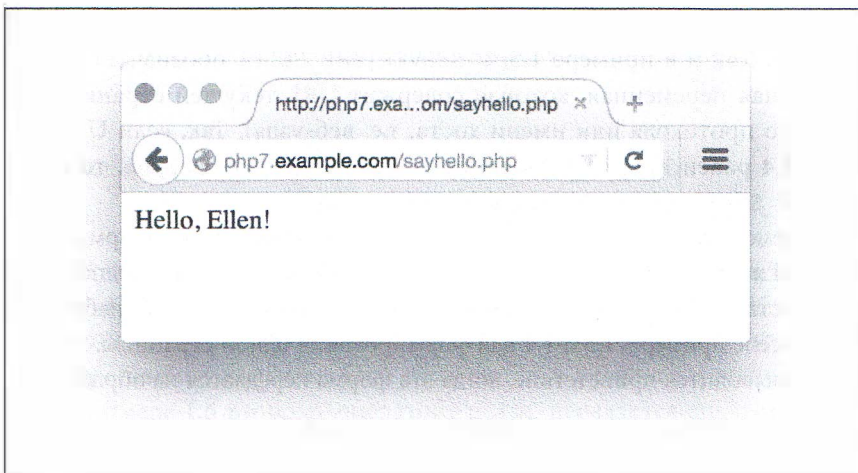 http://php7.exa...om/sayhello.php × +
php7.example.com/sayhello.php
Hello, Ellen!